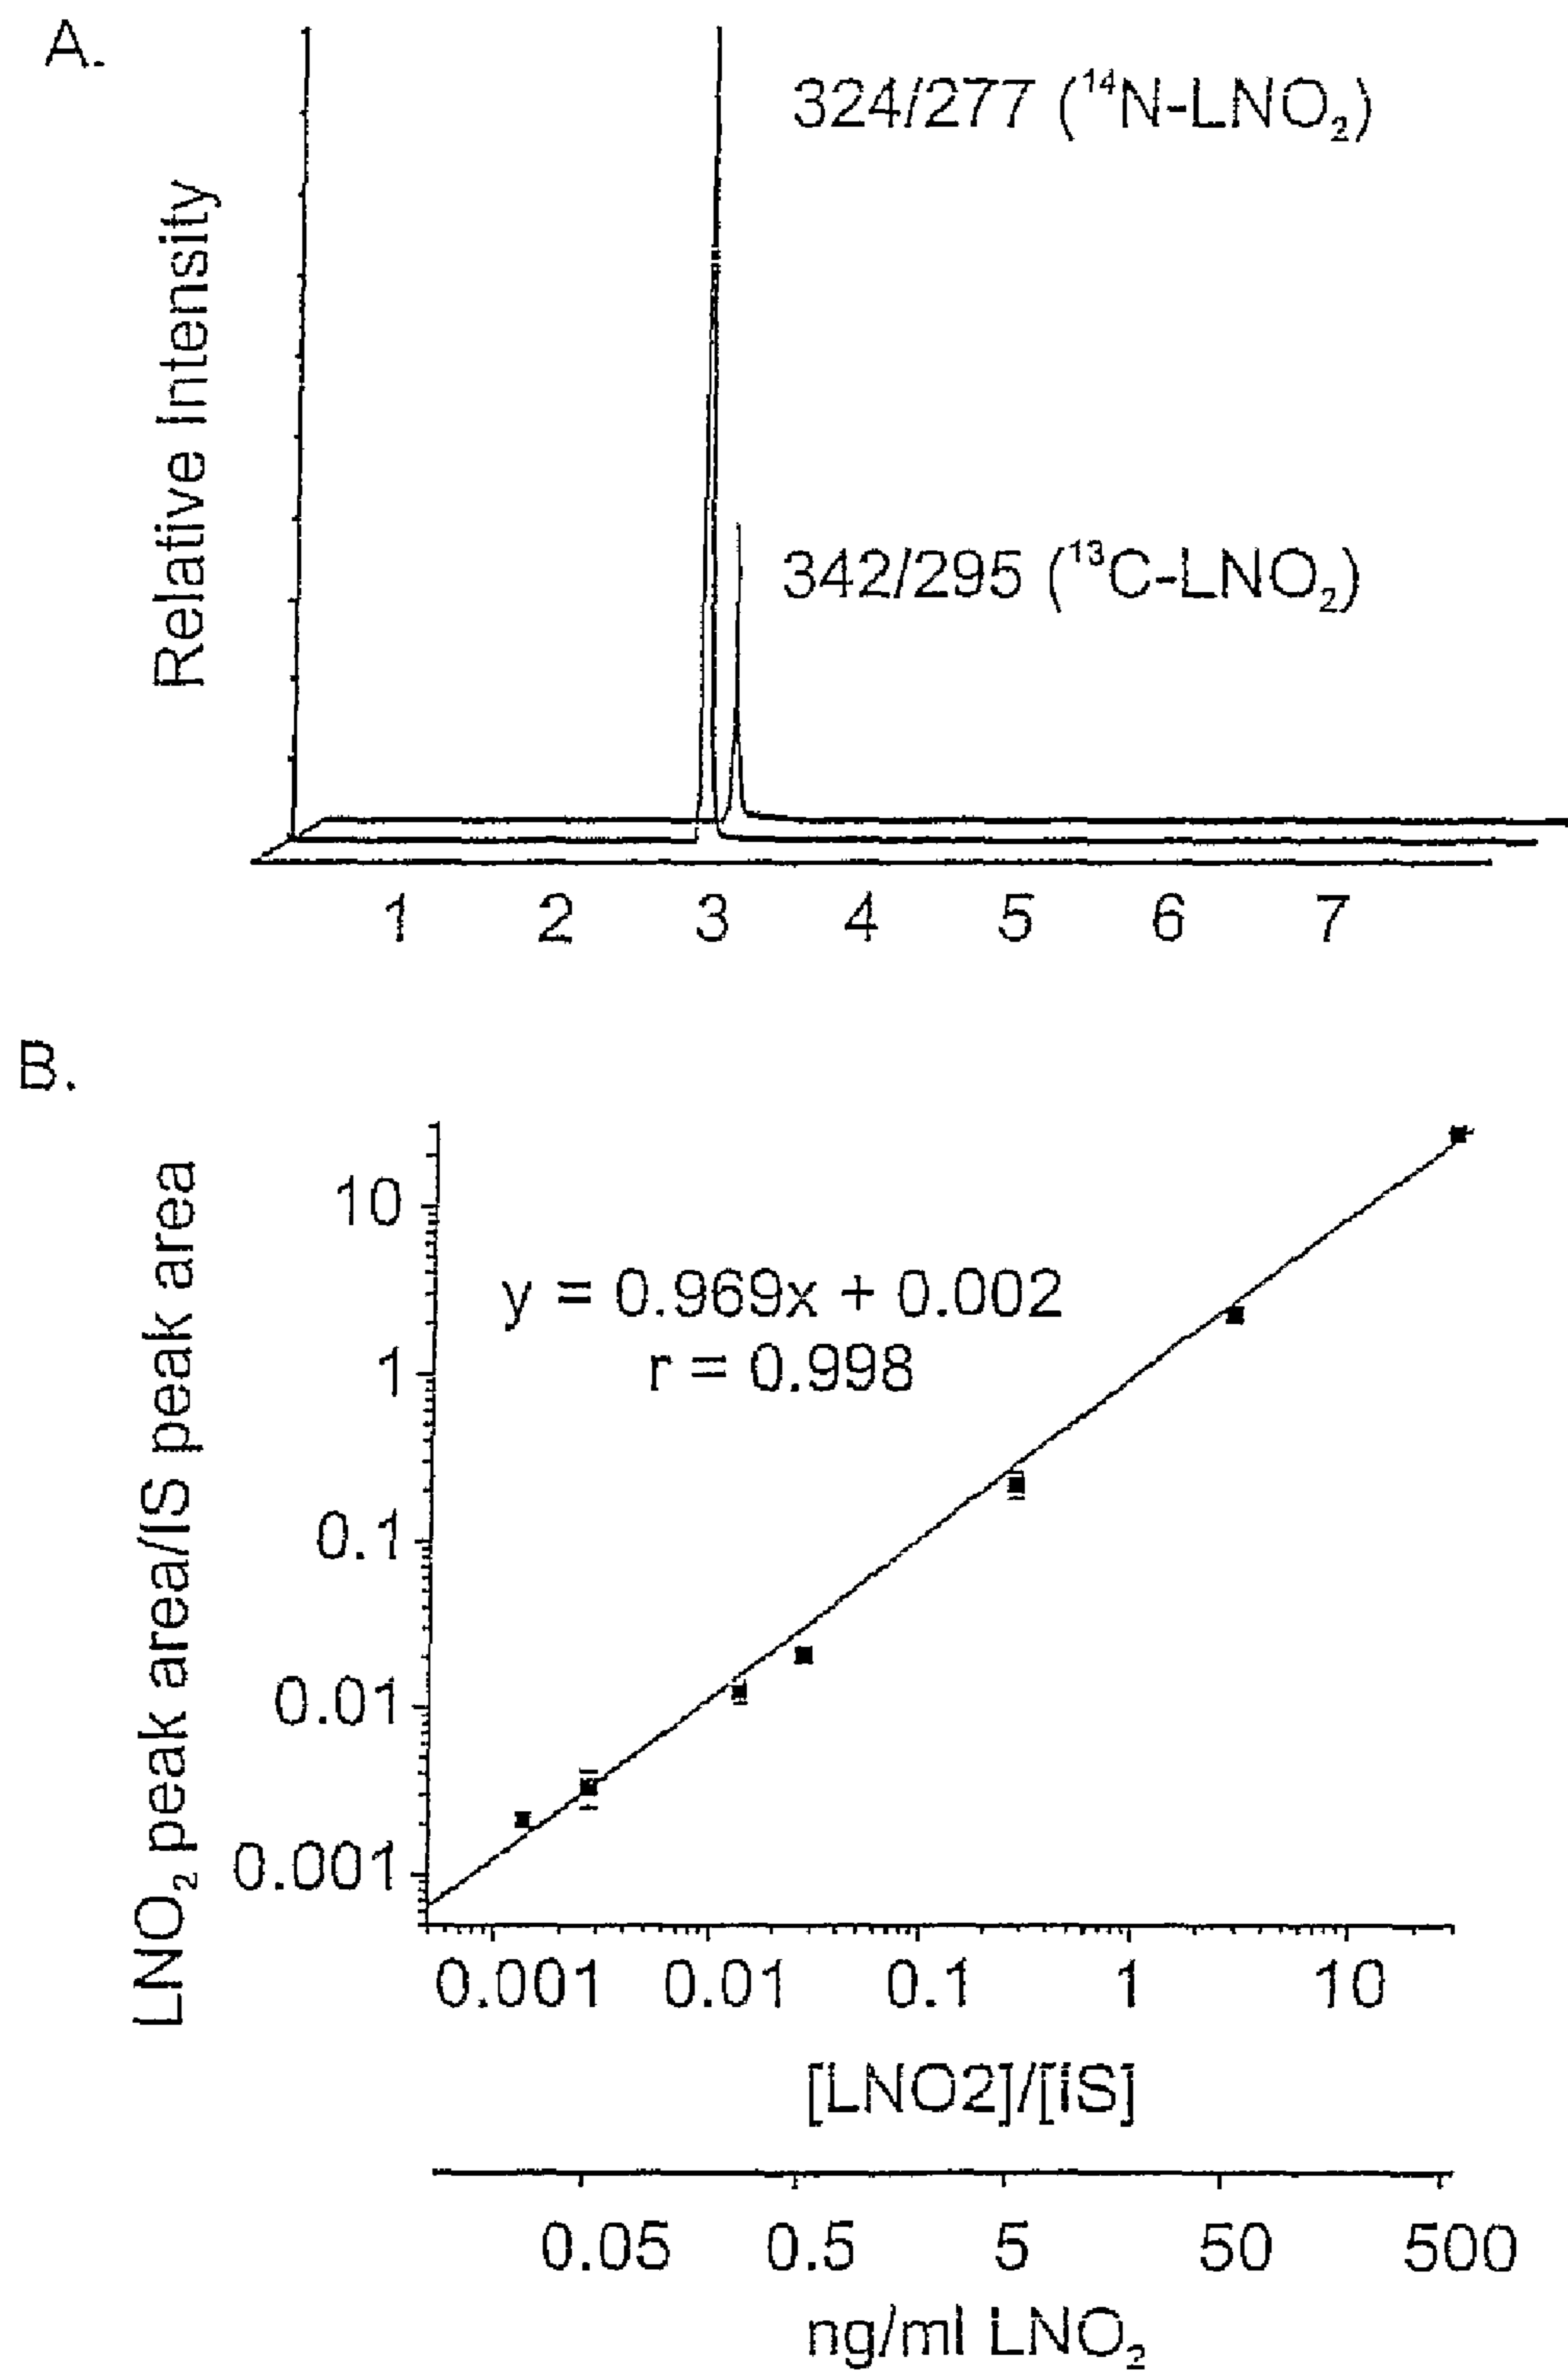 A.
Relative Intensity
324/277 (¹⁴N-LNO₂)
342/295 (¹³C-LNO₂)
1 2 3 4 5 6 7
B.
LNO₂ peak area/IS peak area
10
1
0.1
0.01
0.001
y = 0.969x + 0.002
r = 0.998
0.001 0.01 0.1 1 10
[LNO2]/[IS]
0.05 0.5 5 50 500
ng/ml LNO₂